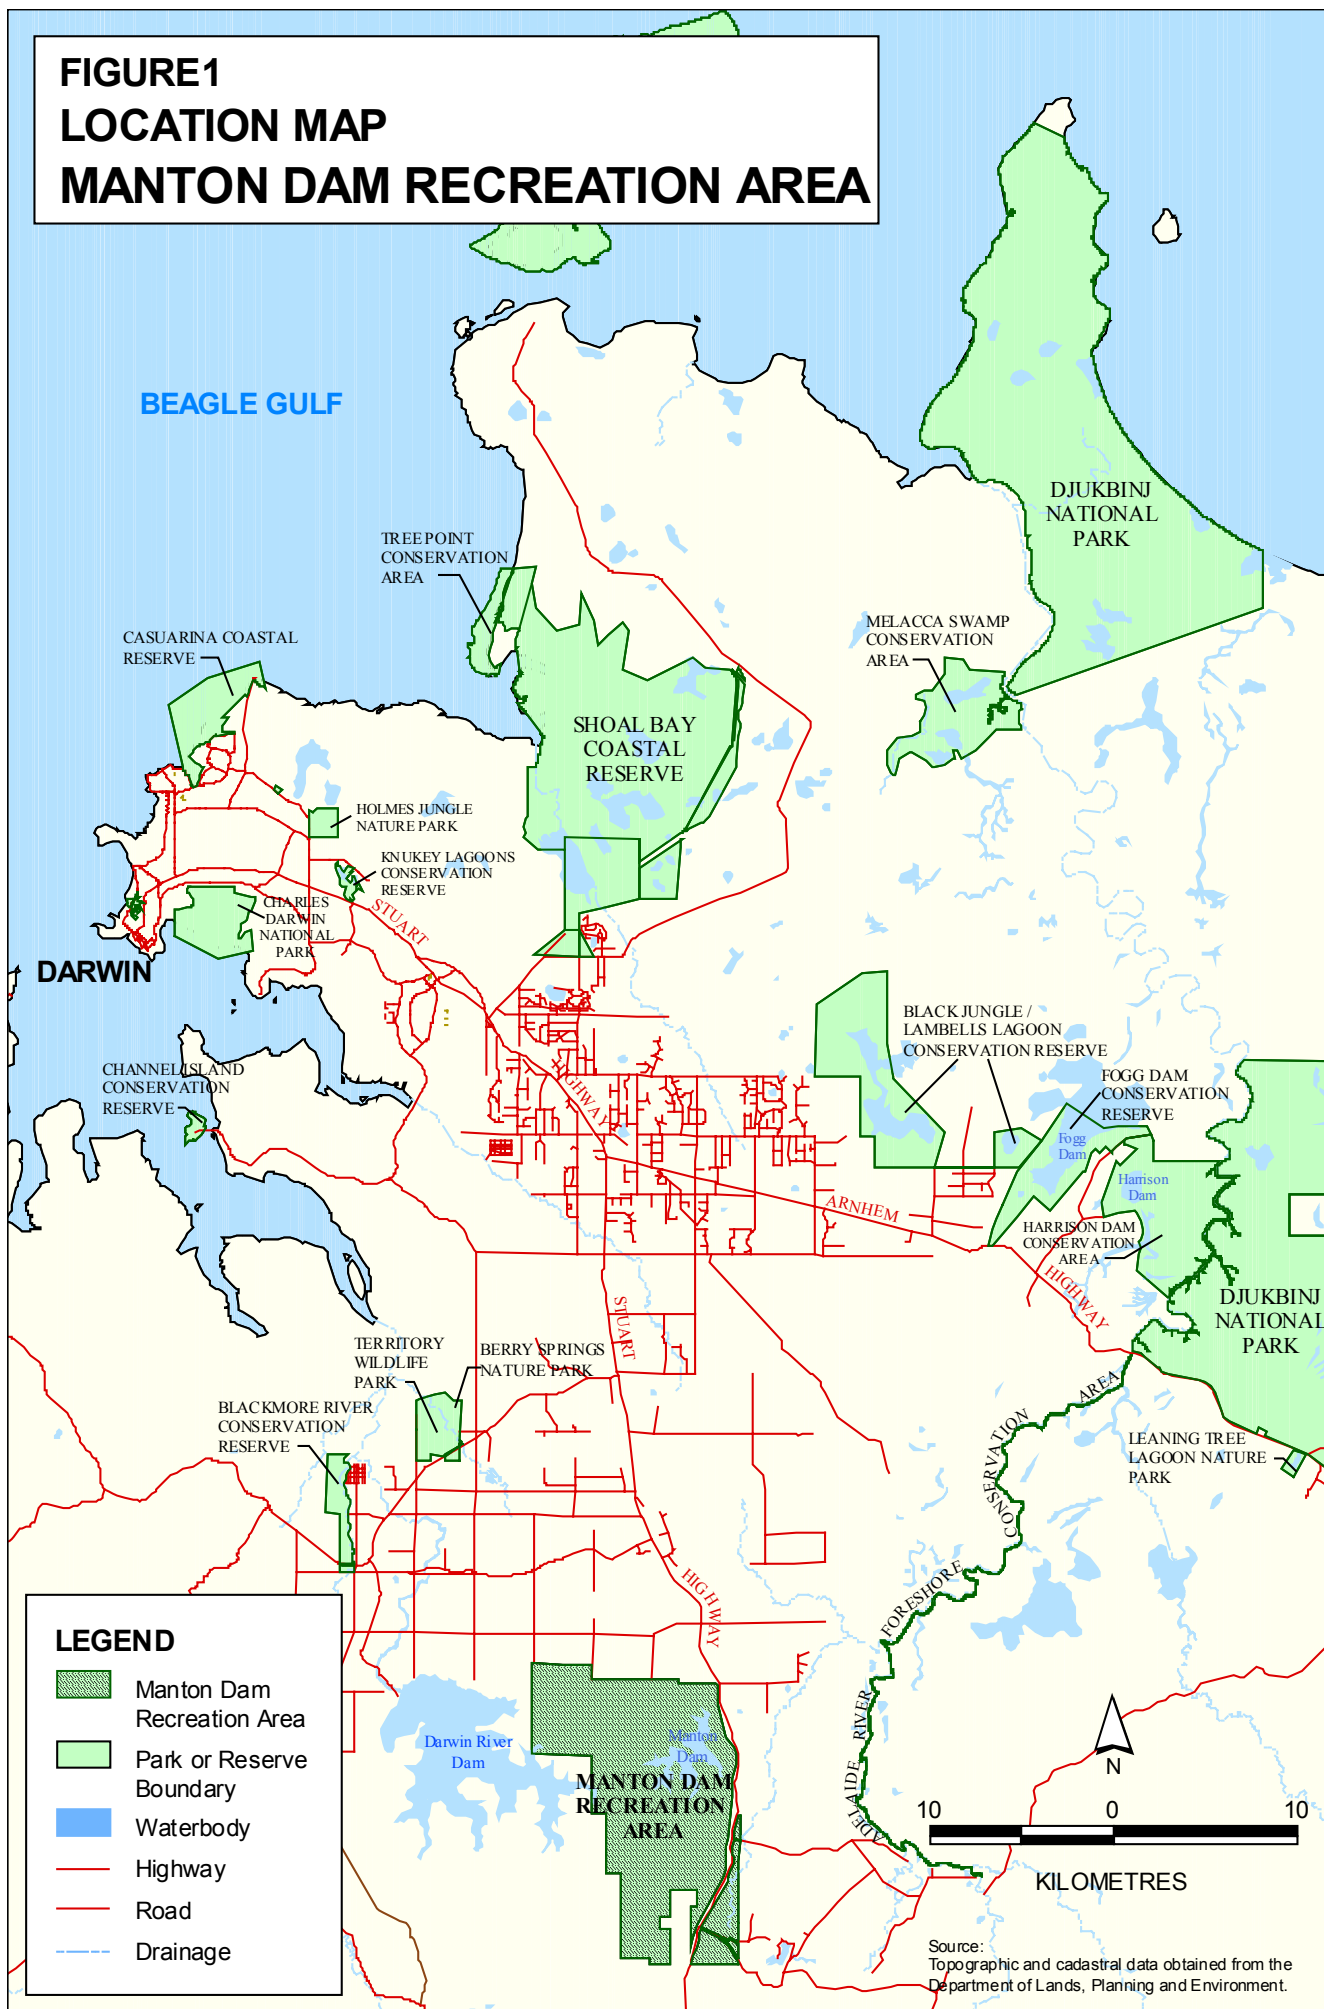 FIGURE1
LOCATION MAP
MANTON DAM RECREATION AREA
BEAGLE GULF
DJUKBINJ
NATIONAL
PARK
TREE POINT
CONSERVATION
AREA
MELACCA SWAMP
CONSERVATION
AREA
CASUARINA COASTAL
RESERVE
SHOAL BAY
COASTAL
RESERVE
HOLMES JUNGLE
NATURE PARK
KNUKEY LAGOONS
CONSERVATION
RESERVE
CHARLES
DARWIN
NATIONAL
PARK
STUART
DARWIN
HIGHWAY
BLACK JUNGLE /
LAMBELLS LAGOON
CONSERVATION RESERVE
CHANNEL ISLAND
CONSERVATION
RESERVE
FOGG DAM
CONSERVATION
RESERVE
Fogg
Dam
Harrison
Dam
ARNHEM
HARRISON DAM
CONSERVATION
AREA
HIGHWAY
DJUKBINJ
NATIONAL
PARK
STUART
TERRITORY
WILDLIFE
PARK
BERRY SPRINGS
NATURE PARK
BLACKMORE RIVER
CONSERVATION
RESERVE
LEANING TREE
LAGOON NATURE
PARK
ADELAIDE RIVER FORESHORE CONSERVATION AREA
HIGHWAY
Darwin River
Dam
Manton
Dam
MANTON DAM
RECREATION
AREA
LEGEND
Manton Dam
Recreation Area
Park or Reserve
Boundary
Waterbody
Highway
Road
Drainage
N
10 0 10
KILOMETRES
Source:
Topographic and cadastral data obtained from the
Department of Lands, Planning and Environment.